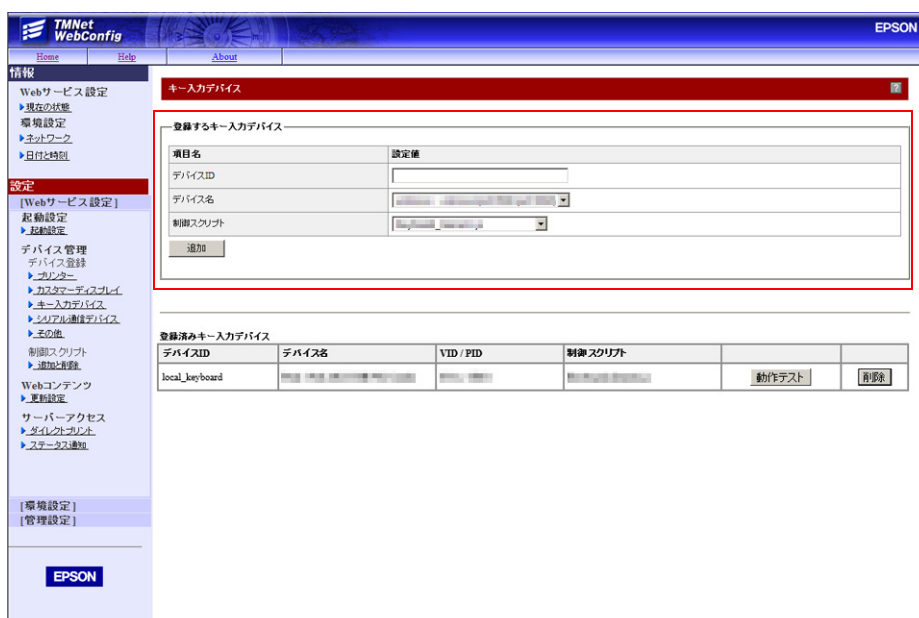 TMNet
WebConfig
EPSON
Home Help About
情報
Webサービス設定
現在の状態
環境設定
ネットワーク
日付と時刻
設定
[Webサービス設定]
起動設定
起動設定
デバイス管理
デバイス登録
プリンター
カスタマーディスプレイ
キー入力デバイス
シリアル通信デバイス
その他
制御スクリプト
追加と削除
Webコンテンツ
更新設定
サーバーアクセス
ダイレクトプリント
ステータス通知
[環境設定]
[管理設定]
EPSON
キー入力デバイス ?
登録するキー入力デバイス
項目名 設定値
デバイスID
デバイス名
制御スクリプト
追加
登録済みキー入力デバイス
デバイスID デバイス名 VID / PID 制御スクリプト
local_keyboard 動作テスト 削除